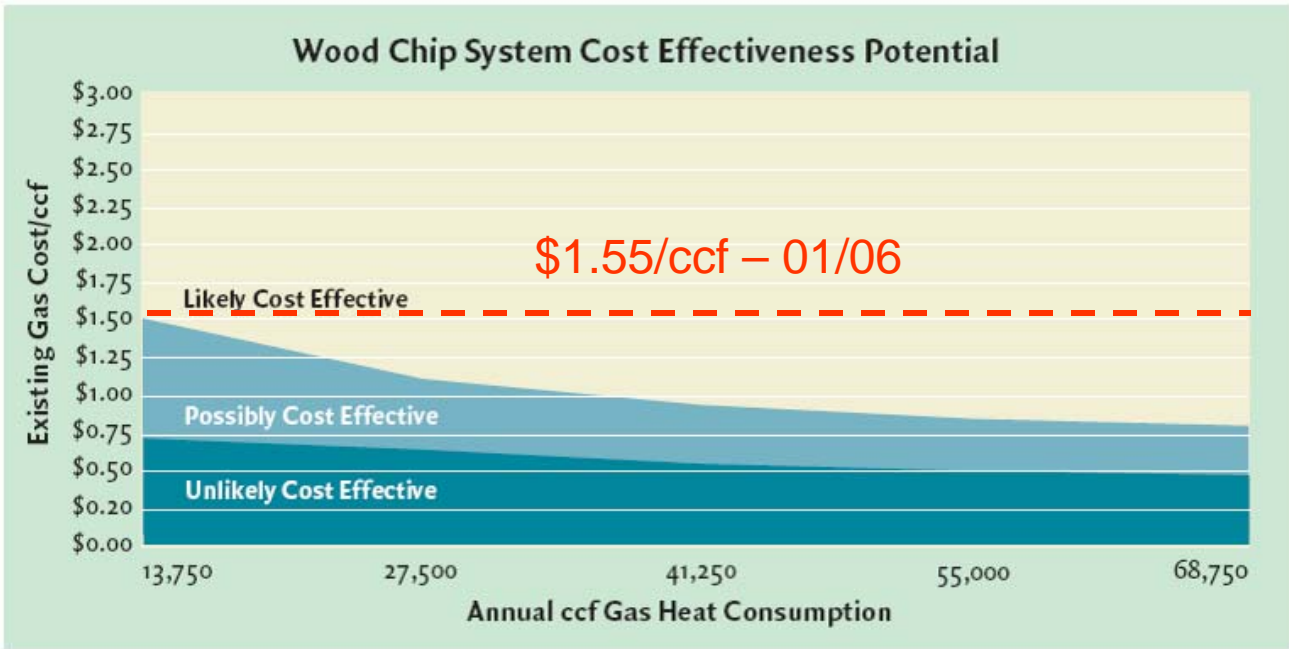 Wood Chip System Cost Effectiveness Potential
Existing Gas Cost/ccf
$3.00
$2.75
$2.50
$2.25
$2.00
$1.75
$1.50
$1.25
$1.00
$0.75
$0.50
$0.20
$0.00
$1.55/ccf – 01/06
Likely Cost Effective
Possibly Cost Effective
Unlikely Cost Effective
13,750 27,500 41,250 55,000 68,750
Annual ccf Gas Heat Consumption